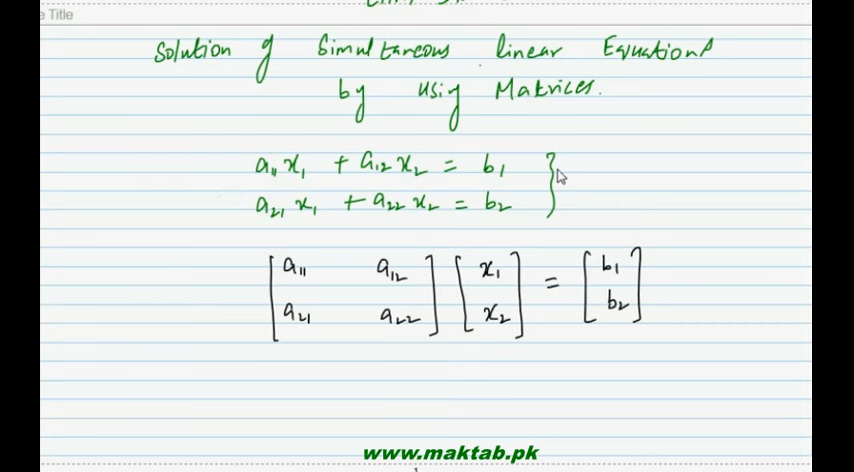 e Title
Solution of Simultaneous linear Equations
by using Matrices.
a₁₁x₁ + a₁₂x₂ = b₁
a₂₁x₁ + a₂₂x₂ = b₂
[a₁₁ a₁₂] [x₁] = [b₁]
[a₂₁ a₂₂] [x₂] [b₂]
www.maktab.pk